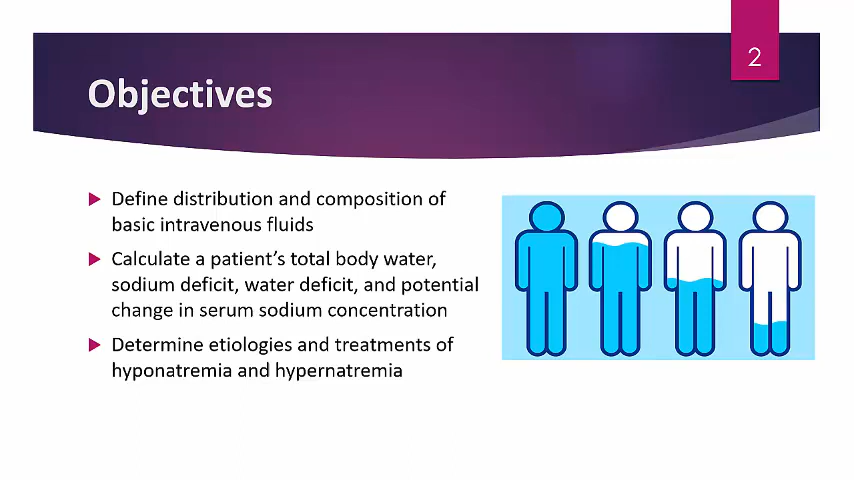 2
Objectives
Define distribution and composition of
basic intravenous fluids
Calculate a patient's total body water,
sodium deficit, water deficit, and potential
change in serum sodium concentration
Determine etiologies and treatments of
hyponatremia and hypernatremia